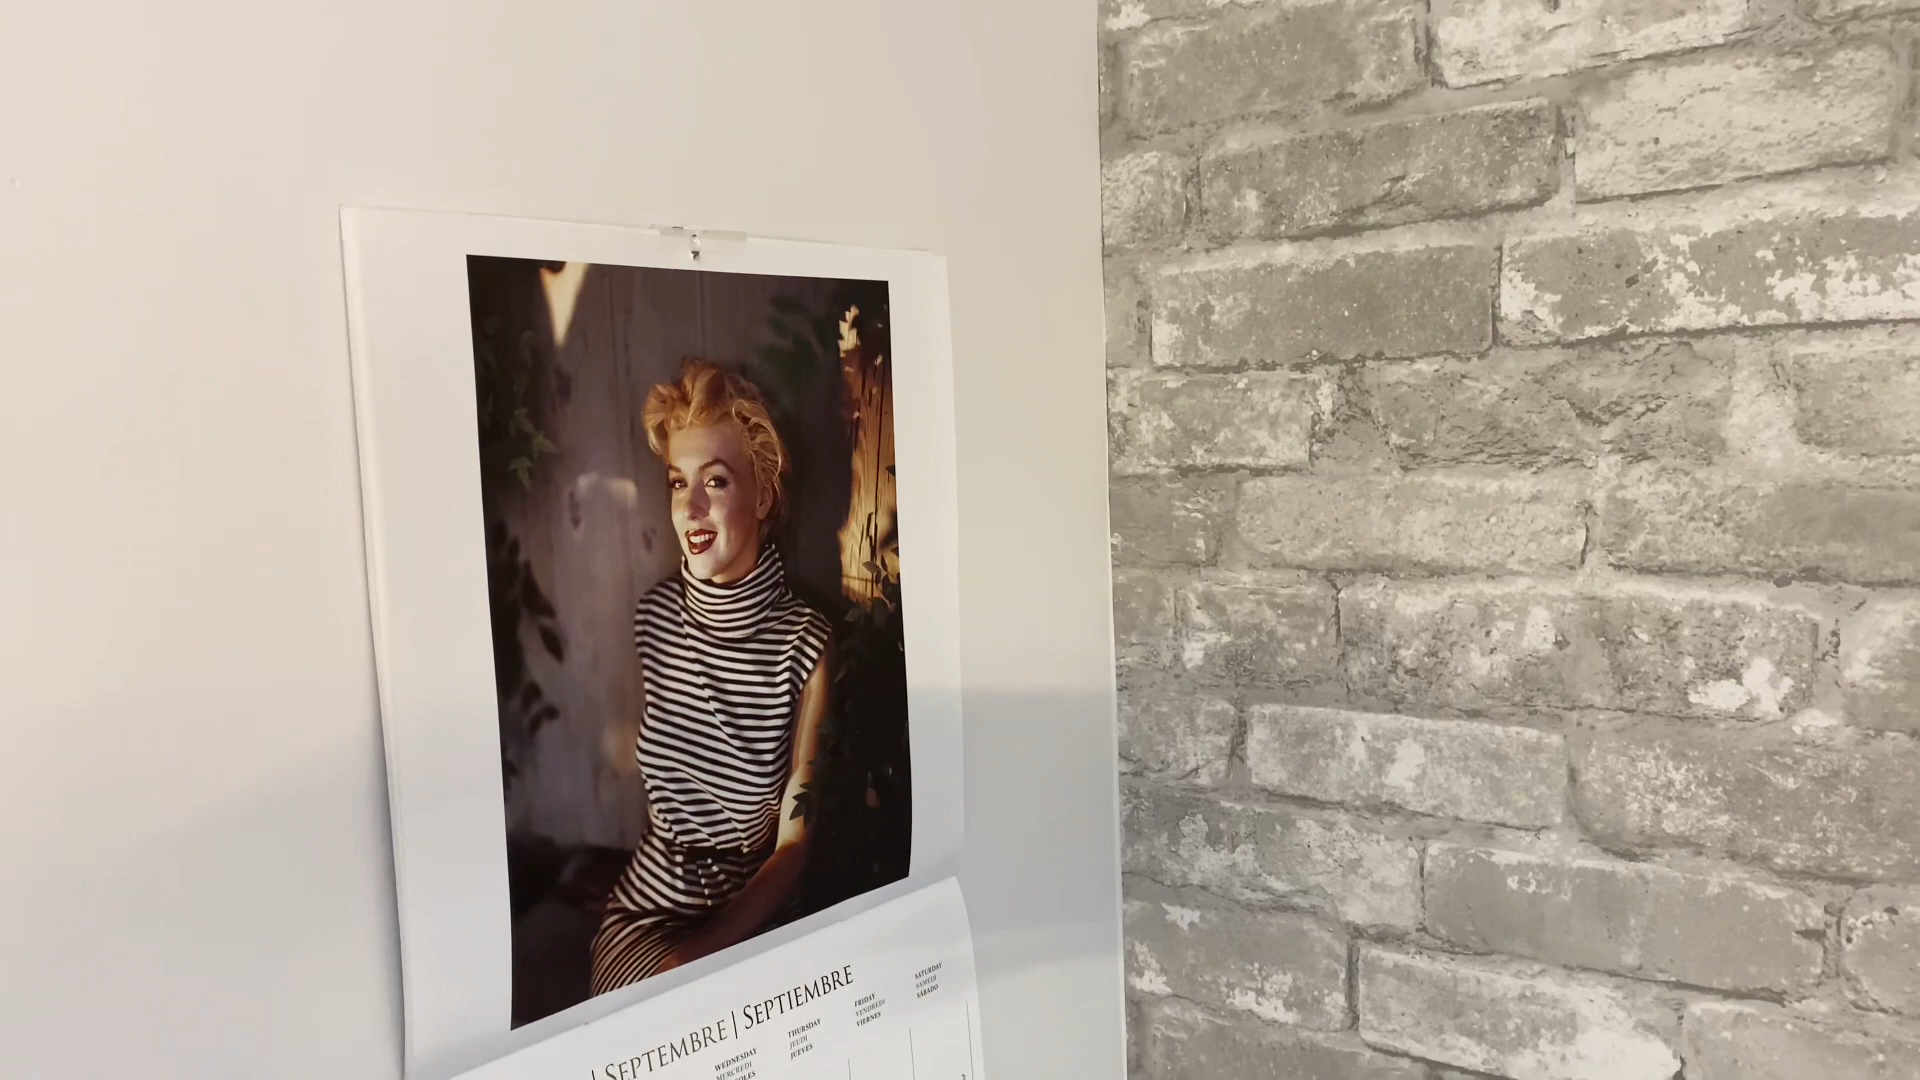 | SEPTEMBRE | SEPTIEMBRE
WEDNESDAY
MERCREDI
THURSDAY
JEUDI
JUEVES
FRIDAY
VENDREDI
VIERNES
SATURDAY
SAMEDI
SÁBADO